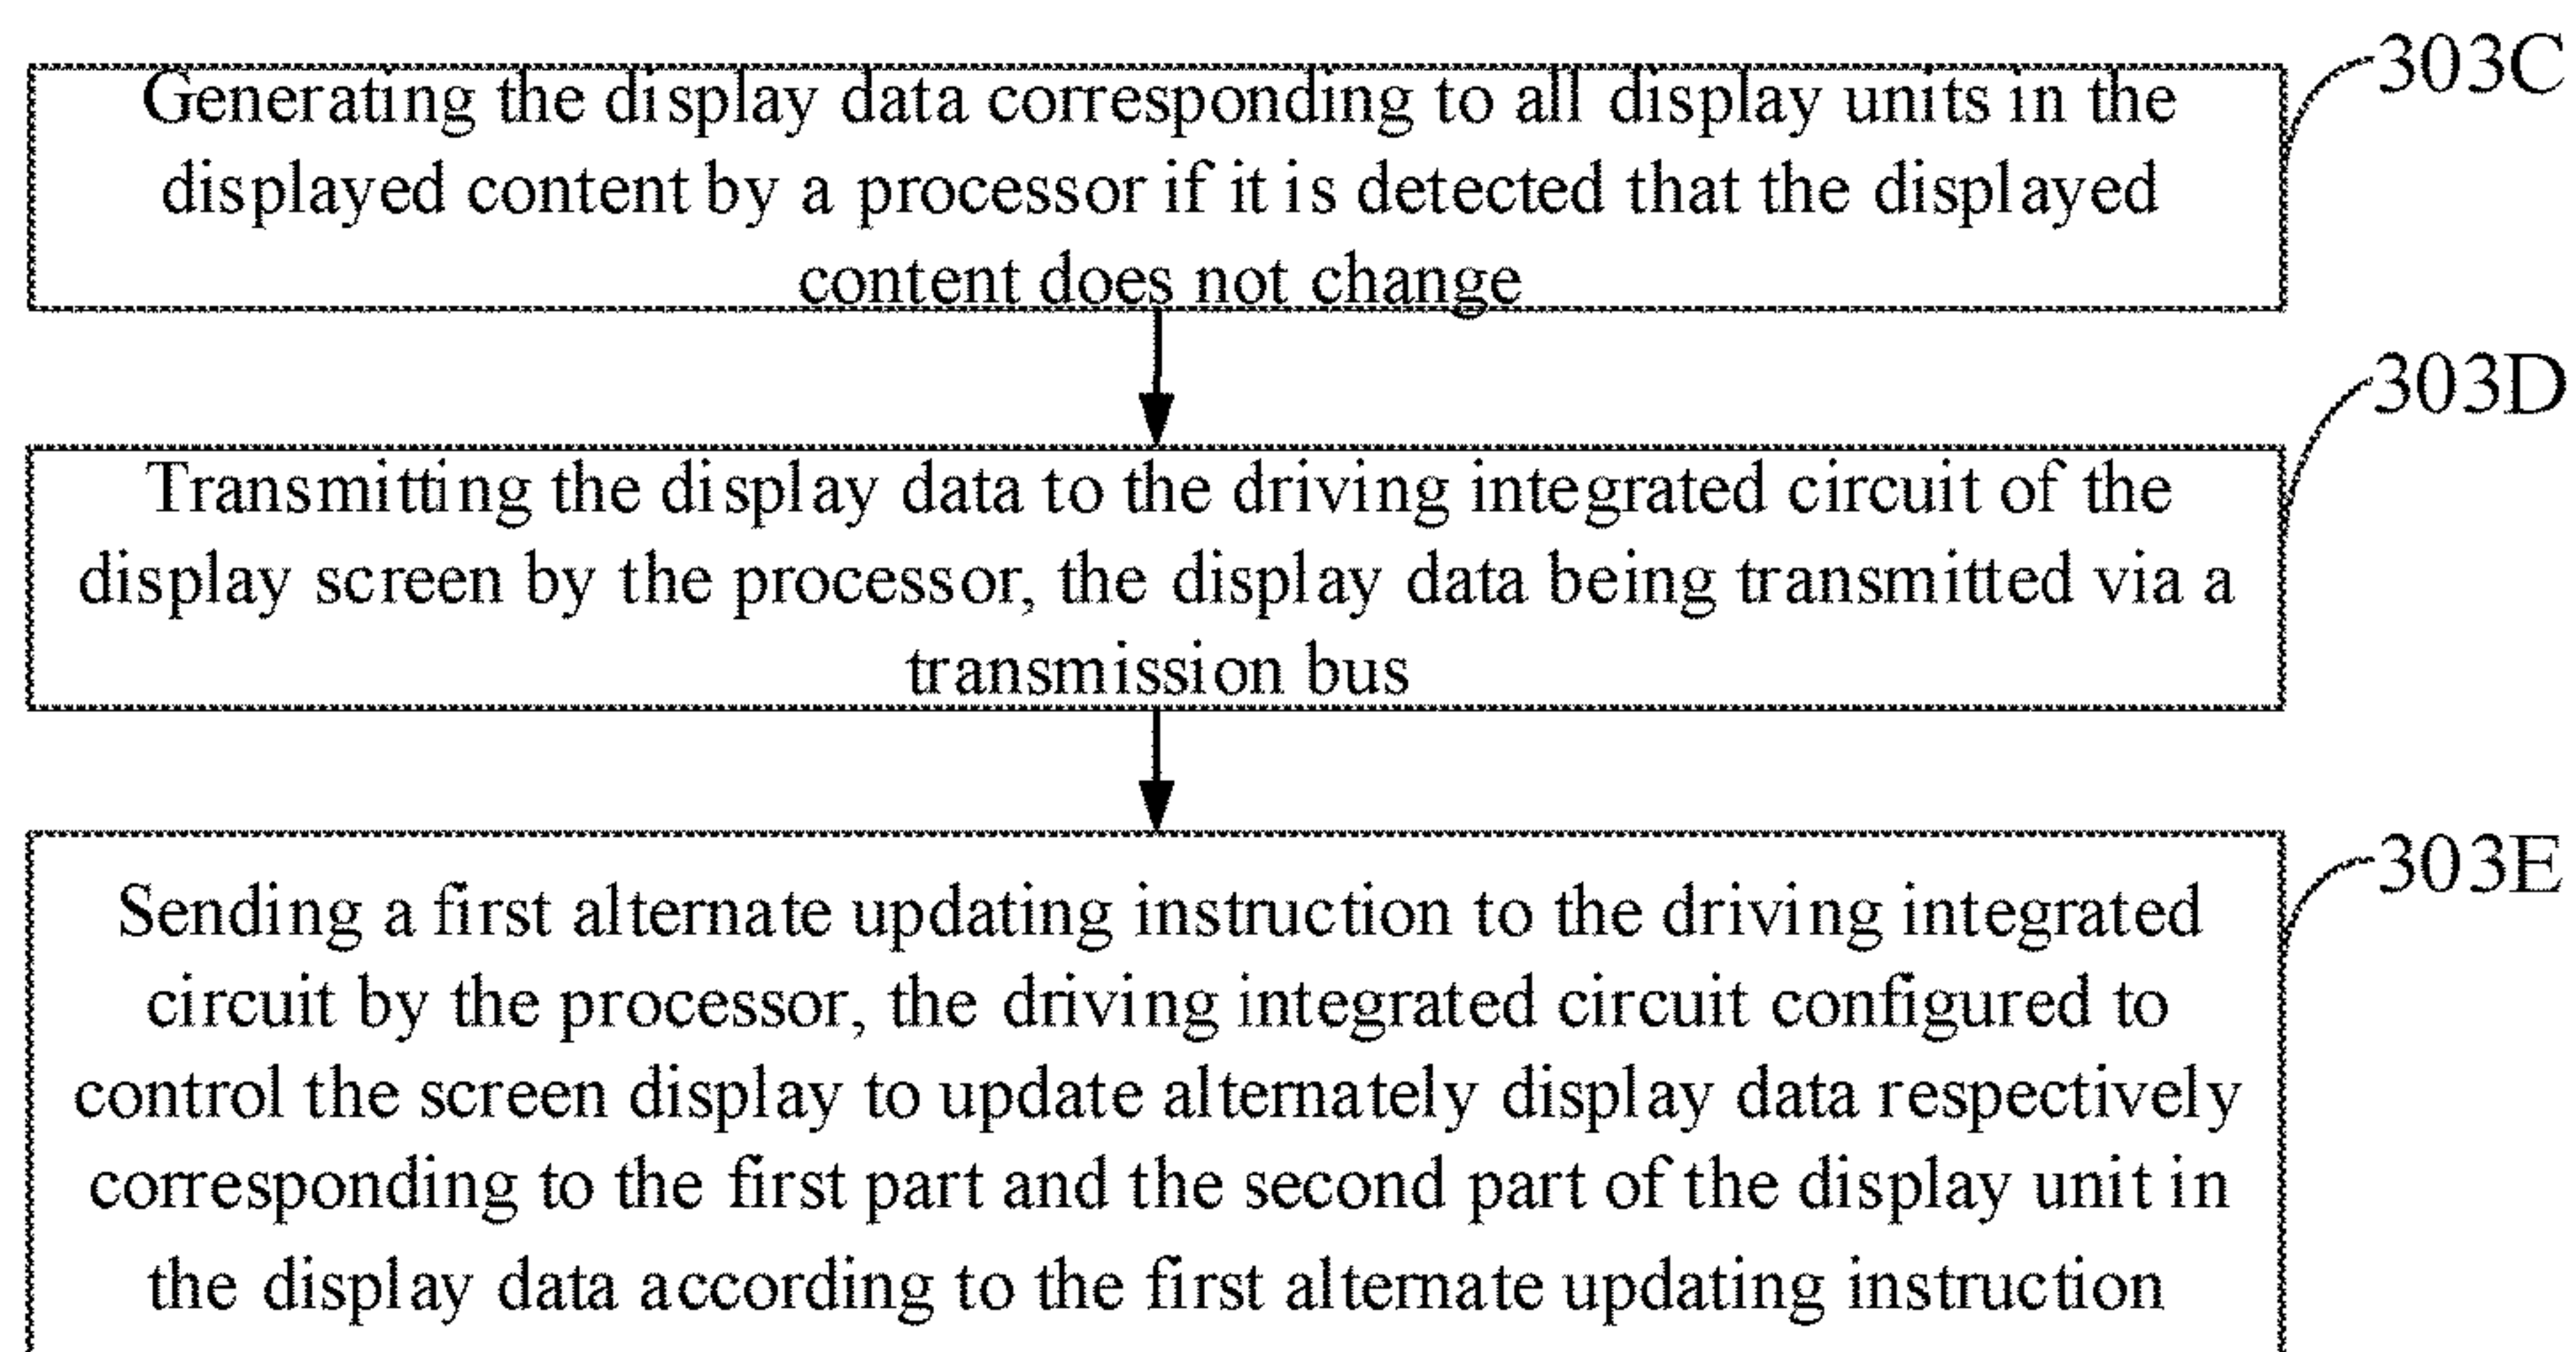 303C
Generating the display data corresponding to all display units in the
displayed content by a processor if it is detected that the displayed
content does not change
303D
Transmitting the display data to the driving integrated circuit of the
display screen by the processor, the display data being transmitted via a
transmission bus
303E
Sending a first alternate updating instruction to the driving integrated
circuit by the processor, the driving integrated circuit configured to
control the screen display to update alternately display data respectively
corresponding to the first part and the second part of the display unit in
the display data according to the first alternate updating instruction